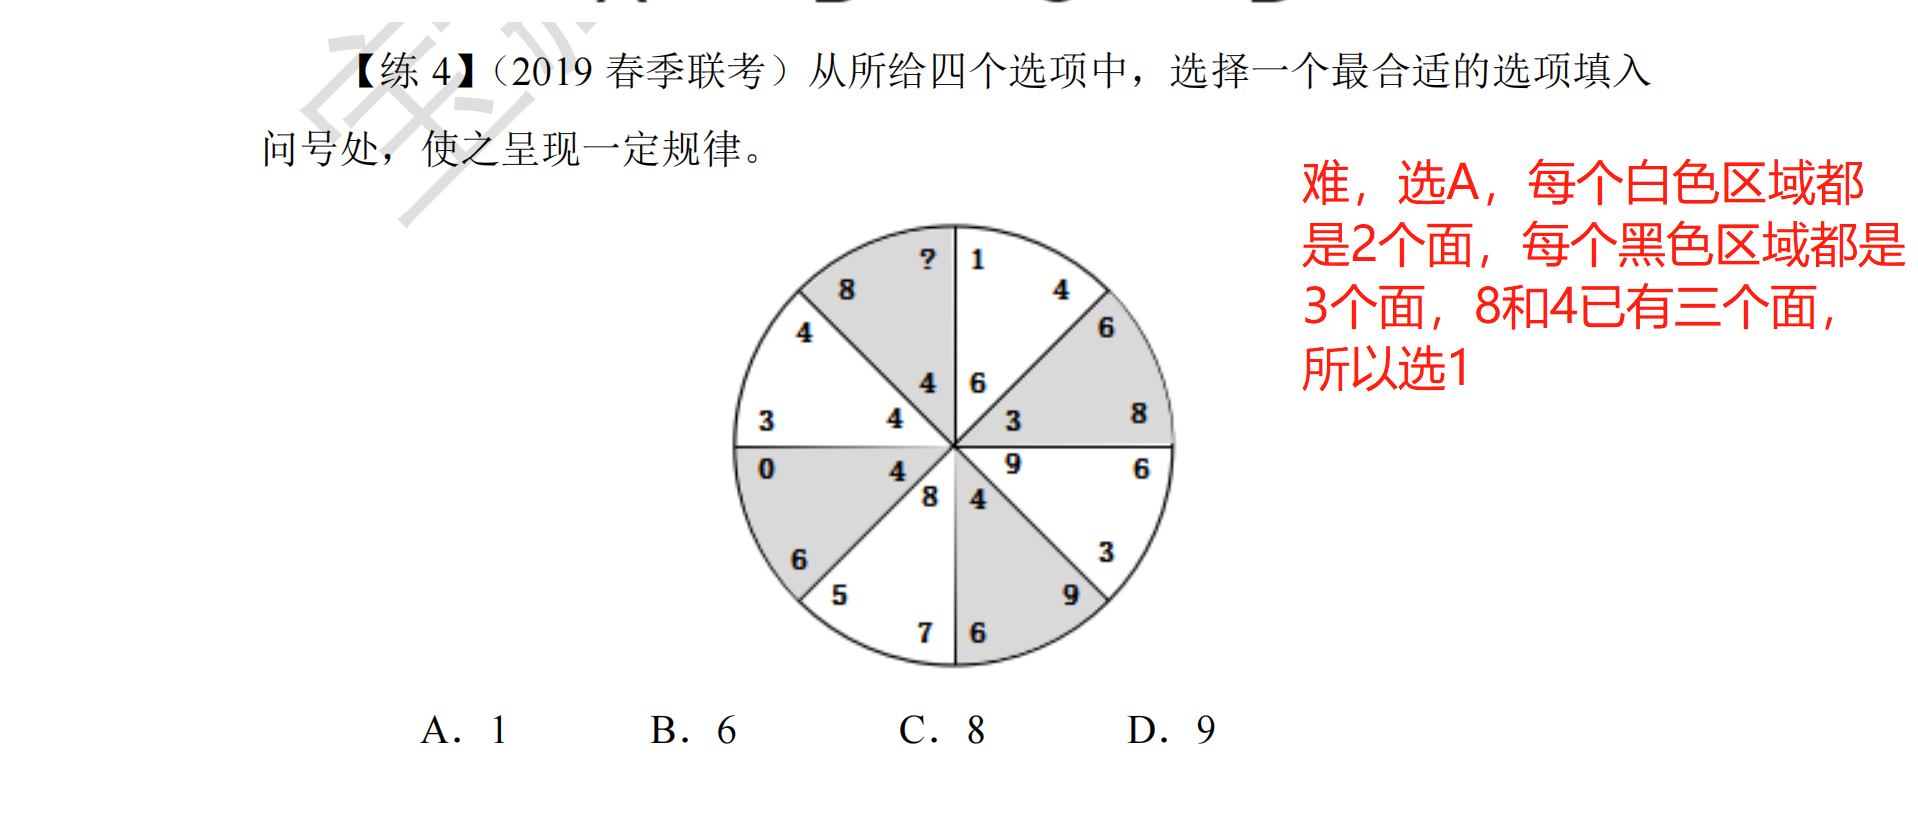 【练 4】（2019 春季联考）从所给四个选项中，选择一个最合适的选项填入
问号处，使之呈现一定规律。
难，选A，每个白色区域都
是2个面，每个黑色区域都是
3个面，8和4已有三个面，
所以选1
? 1
8 4
4 6
4 6
3 4 3 8
0 4 9 6
8 4
6 3
5 9
7 6
A．1 B．6 C．8 D．9